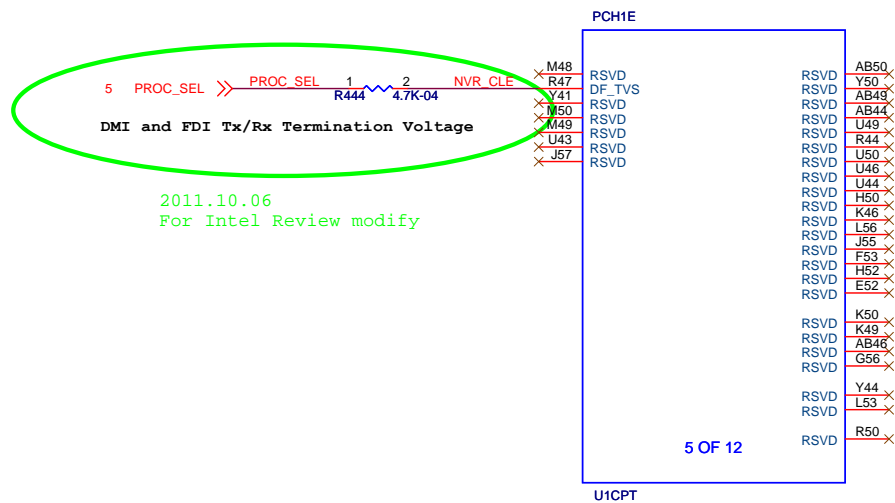 PCH1E
M48 RSVD RSVD AB50
R47 DF_TVS RSVD Y50
5 PROC_SEL PROC_SEL 1 2 NVR_CLE
R444 4.7K-04
Y41 RSVD RSVD AB49
M50 RSVD RSVD AB44
DMI and FDI Tx/Rx Termination Voltage
M49 RSVD RSVD U49
U43 RSVD RSVD R44
J57 RSVD RSVD U50
RSVD U46
RSVD U44
2011.10.06
For Intel Review modify
RSVD H50
RSVD K46
RSVD L56
RSVD J55
RSVD F53
RSVD H52
RSVD E52
RSVD K50
RSVD K49
RSVD AB46
RSVD G56
RSVD Y44
RSVD L53
RSVD R50
5 OF 12
U1CPT